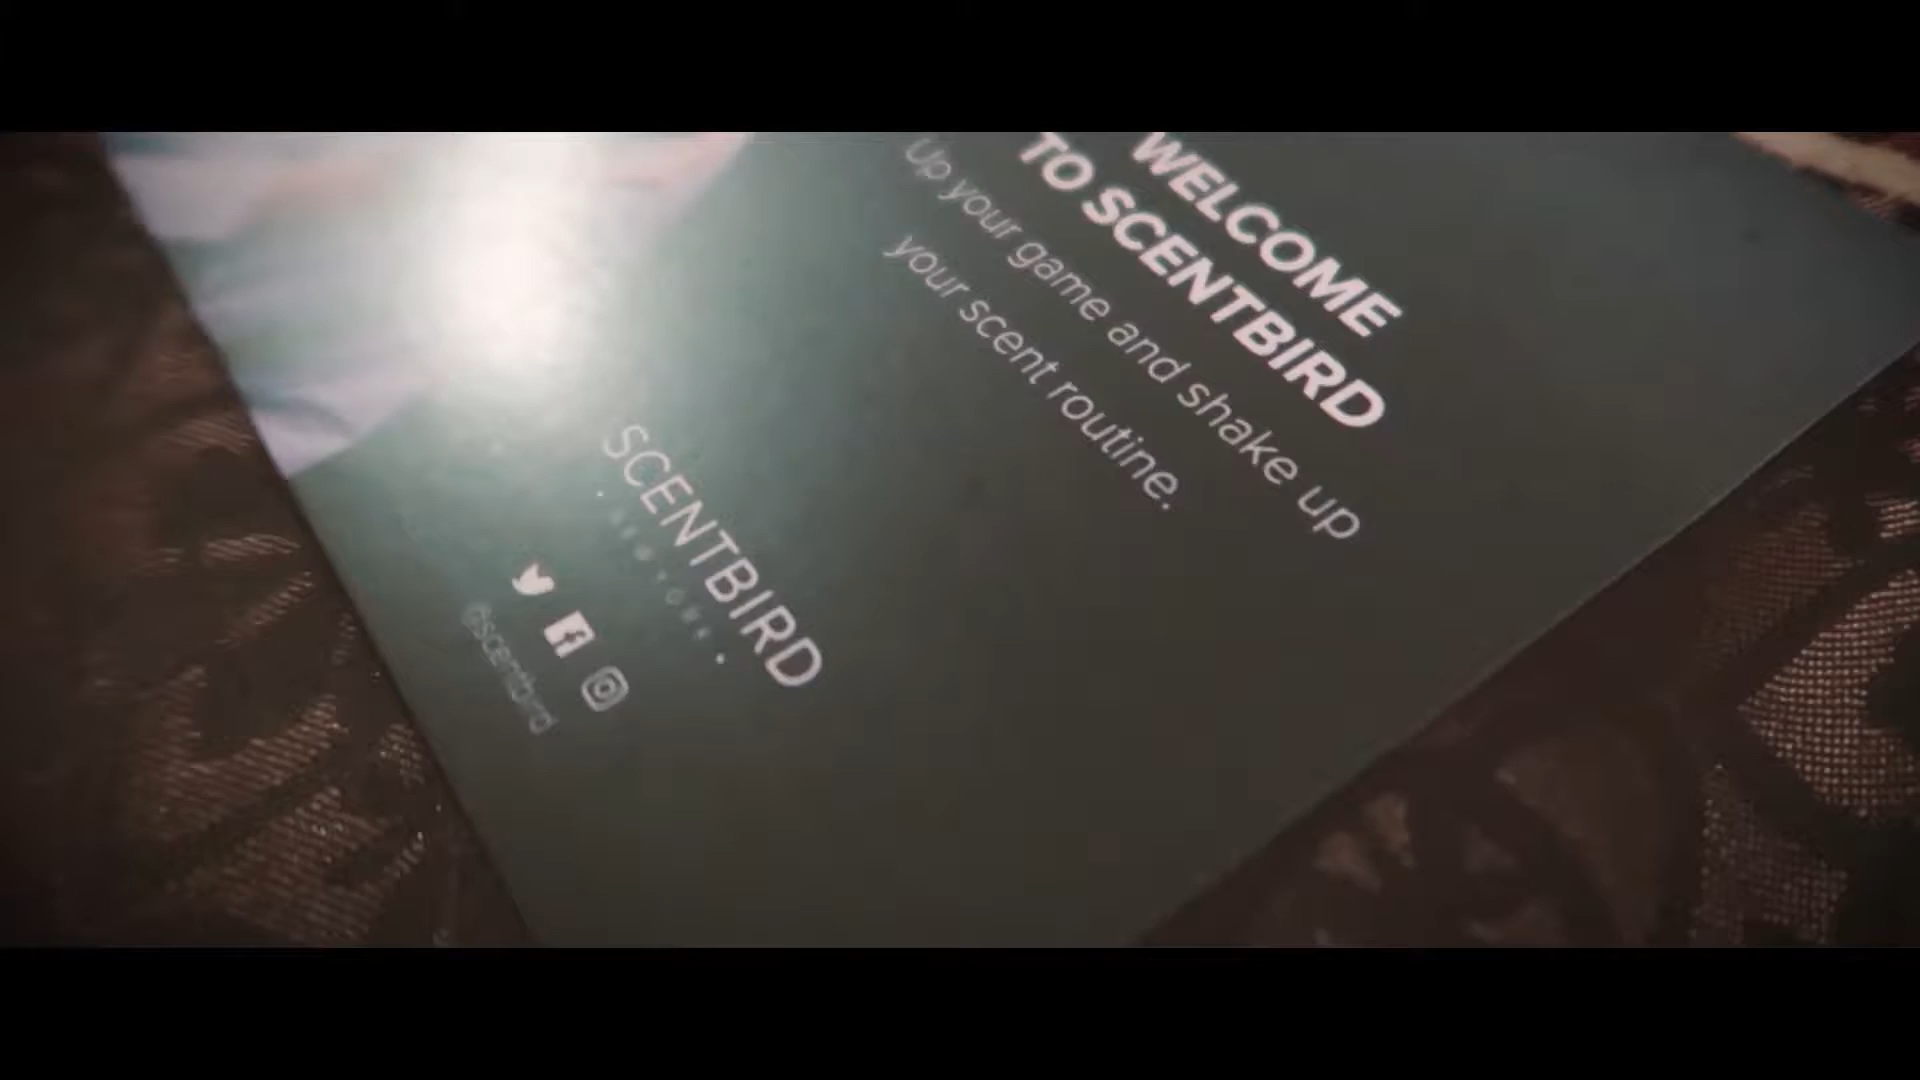 WELCOME
TO SCENTBIRD
Up your game and shake up
your scent routine.
SCENTBIRD
@scentbird